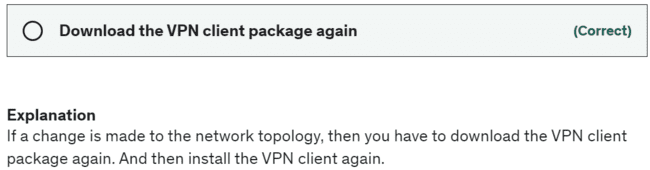 Download the VPN client package again (Correct)
Explanation
If a change is made to the network topology, then you have to download the VPN client
package again. And then install the VPN client again.